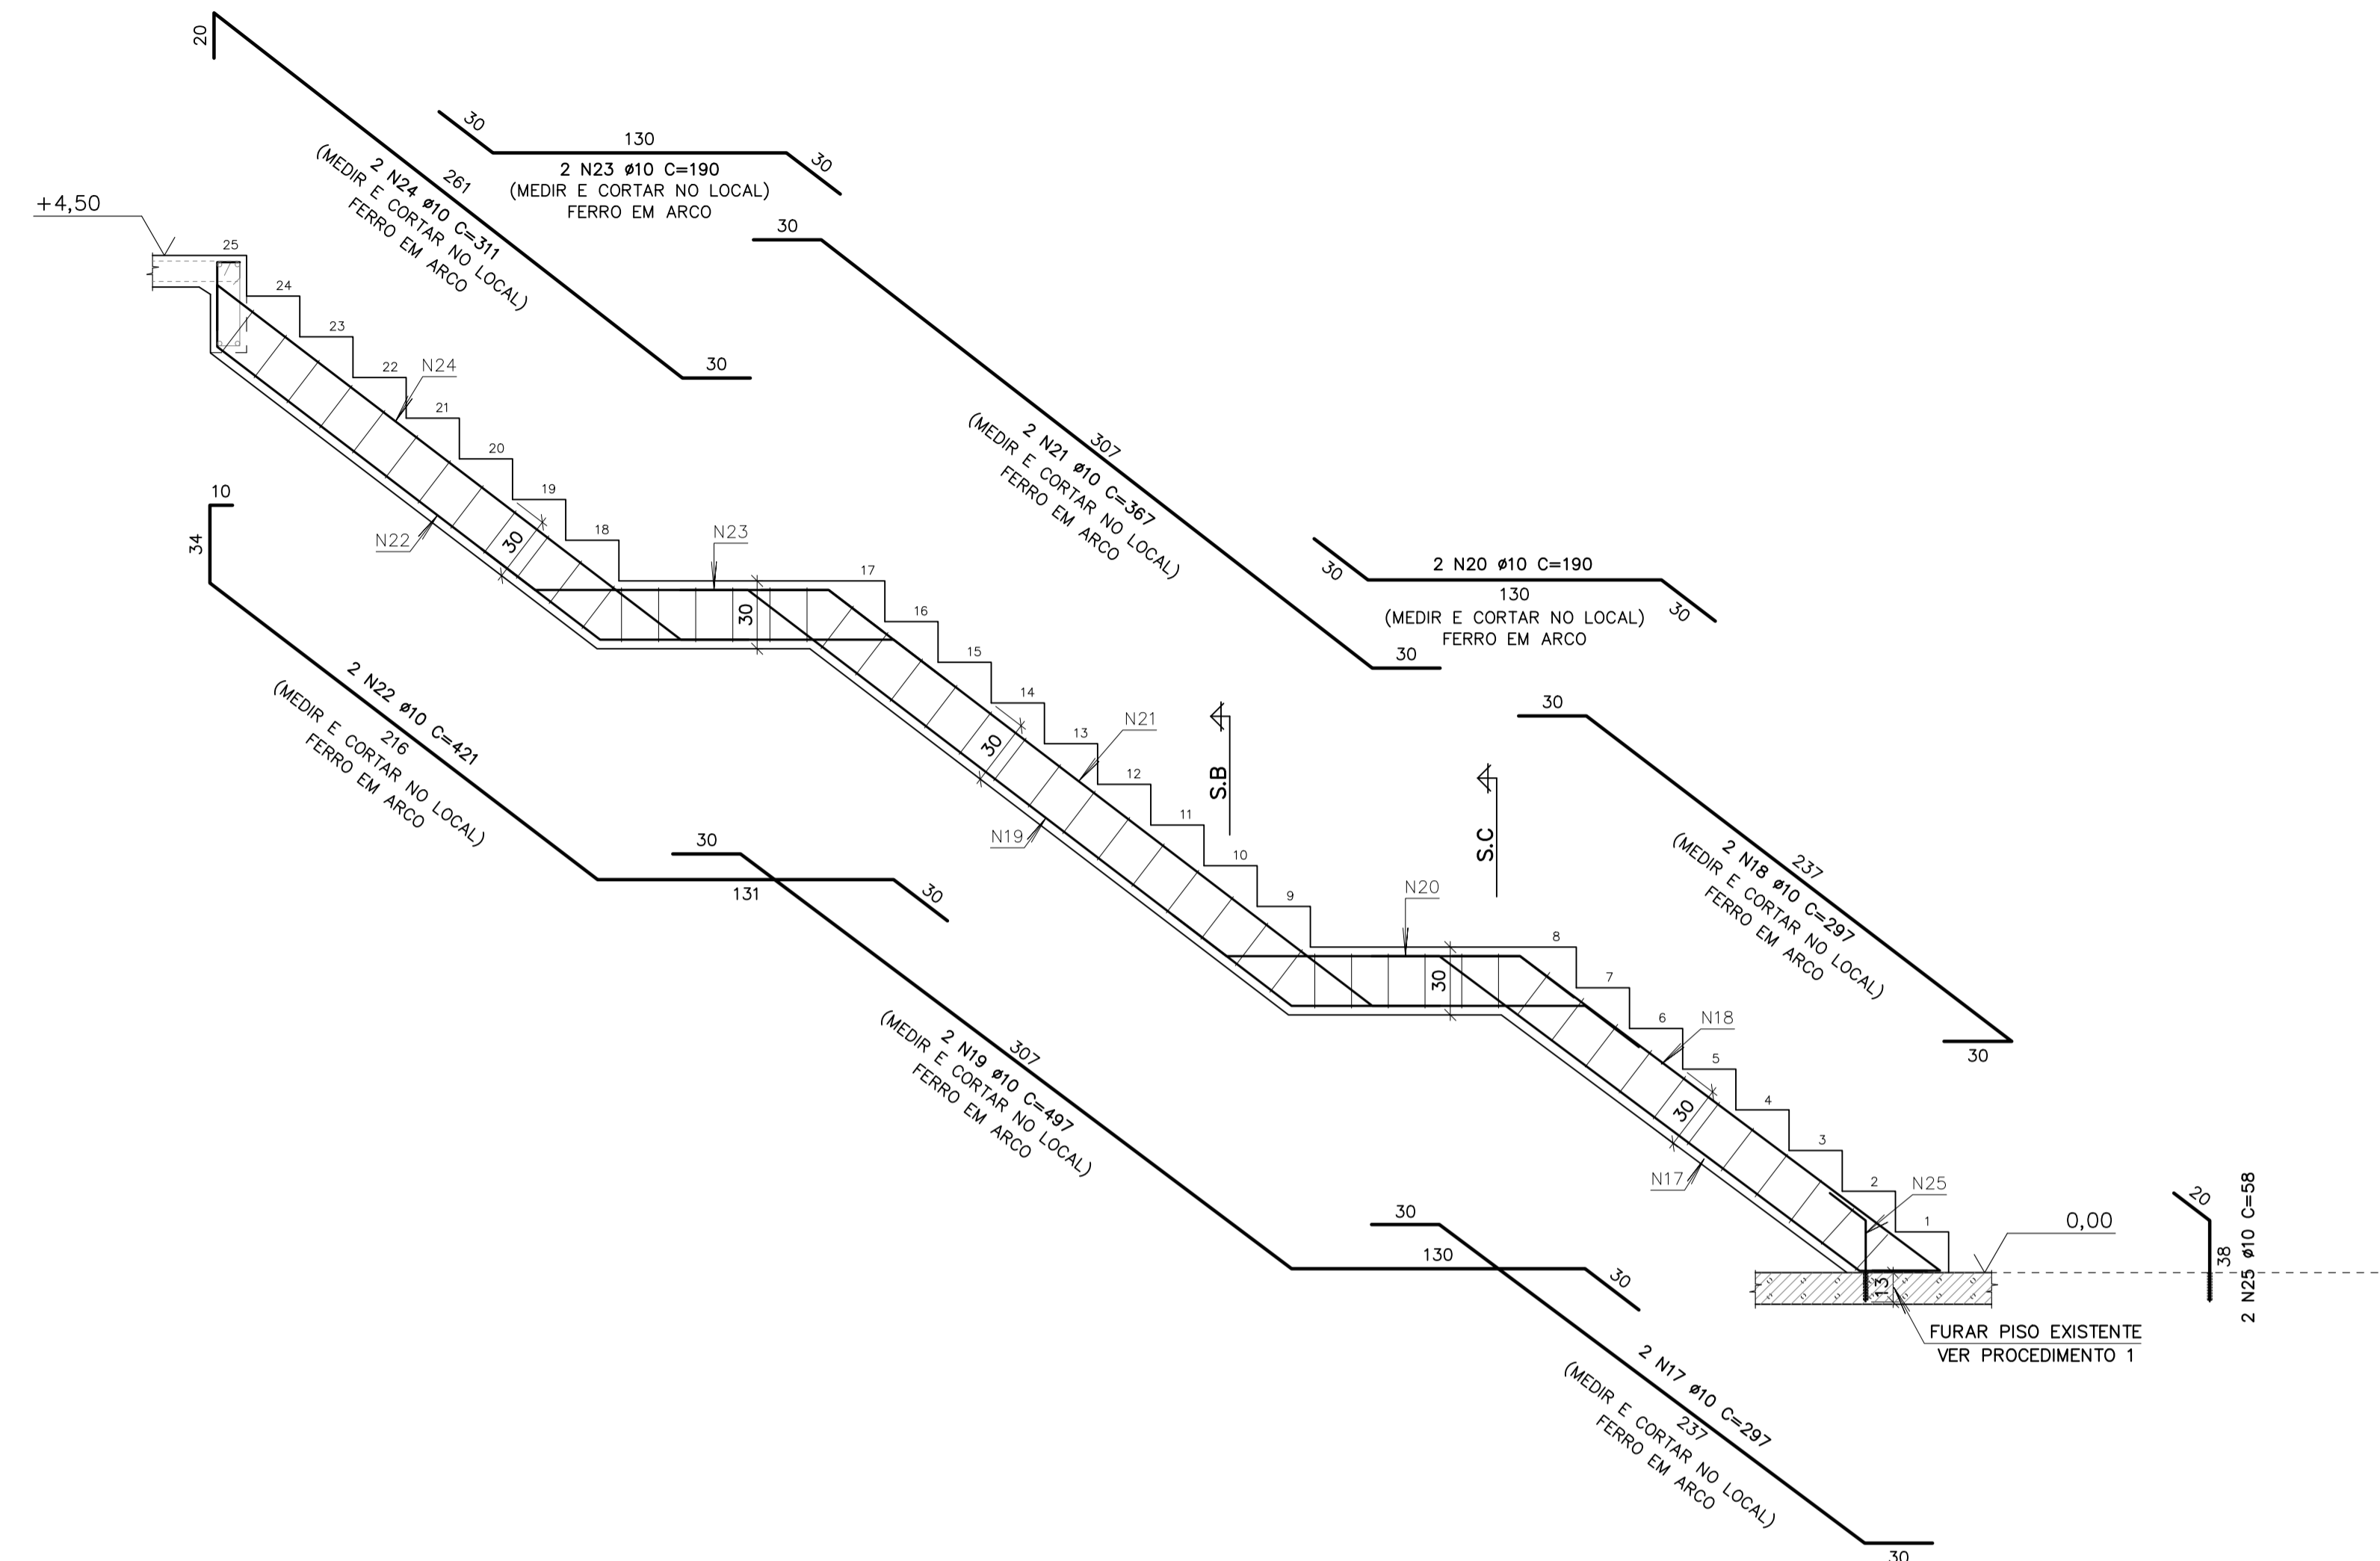 20
261
2 N24 ø10 C=311
(MEDIR E CORTAR NO LOCAL)
FERRO EM ARCO
30
30
130
30
2 N23 ø10 C=190
(MEDIR E CORTAR NO LOCAL)
FERRO EM ARCO
30
307
2 N21 ø10 C=367
(MEDIR E CORTAR NO LOCAL)
FERRO EM ARCO
30
30
2 N20 ø10 C=190
130
30
(MEDIR E CORTAR NO LOCAL)
FERRO EM ARCO
30
237
2 N18 ø10 C=297
(MEDIR E CORTAR NO LOCAL)
FERRO EM ARCO
30
+4,50
25
24
23
22
N24
21
20
19
30
N22
18
N23
17
30
16
15
14
30
13
N21
12
N19
11
10
9
S.B
S.C
N20
8
30
7
6
N18
5
30
4
3
N17
2
N25
1
0,00
13
FURAR PISO EXISTENTE
VER PROCEDIMENTO 1
10
34
2 N22 ø10 C=421
216
(MEDIR E CORTAR NO LOCAL)
FERRO EM ARCO
131
30
30
307
2 N19 ø10 C=497
(MEDIR E CORTAR NO LOCAL)
FERRO EM ARCO
130
30
30
2 N17 ø10 C=297
237
(MEDIR E CORTAR NO LOCAL)
FERRO EM ARCO
30
20
38
2 N25 ø10 C=58